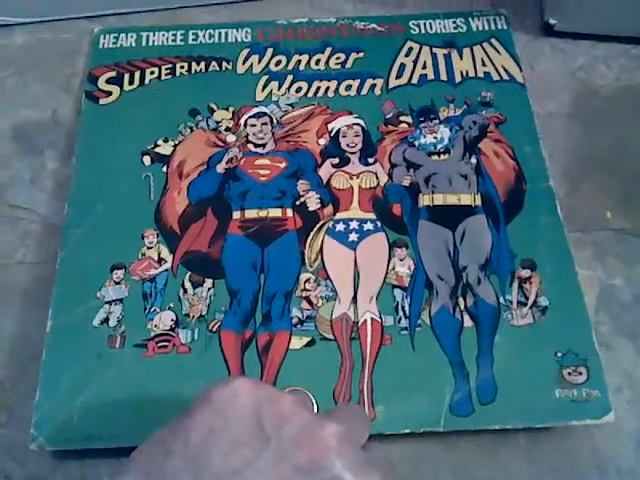 HEAR THREE EXCITING CHRISTMAS STORIES WITH
SUPERMAN Wonder Woman BATMAN
S